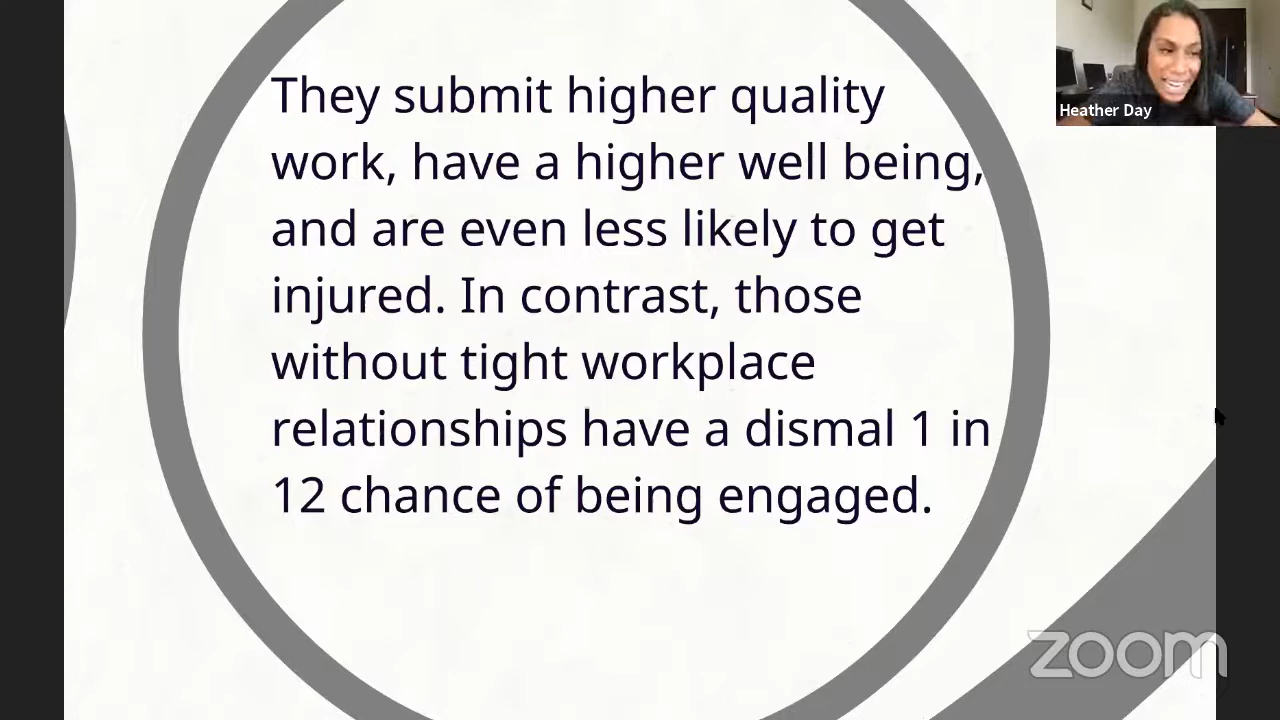 They submit higher quality
work, have a higher well being,
and are even less likely to get
injured. In contrast, those
without tight workplace
relationships have a dismal 1 in
12 chance of being engaged.
Heather Day
zoom